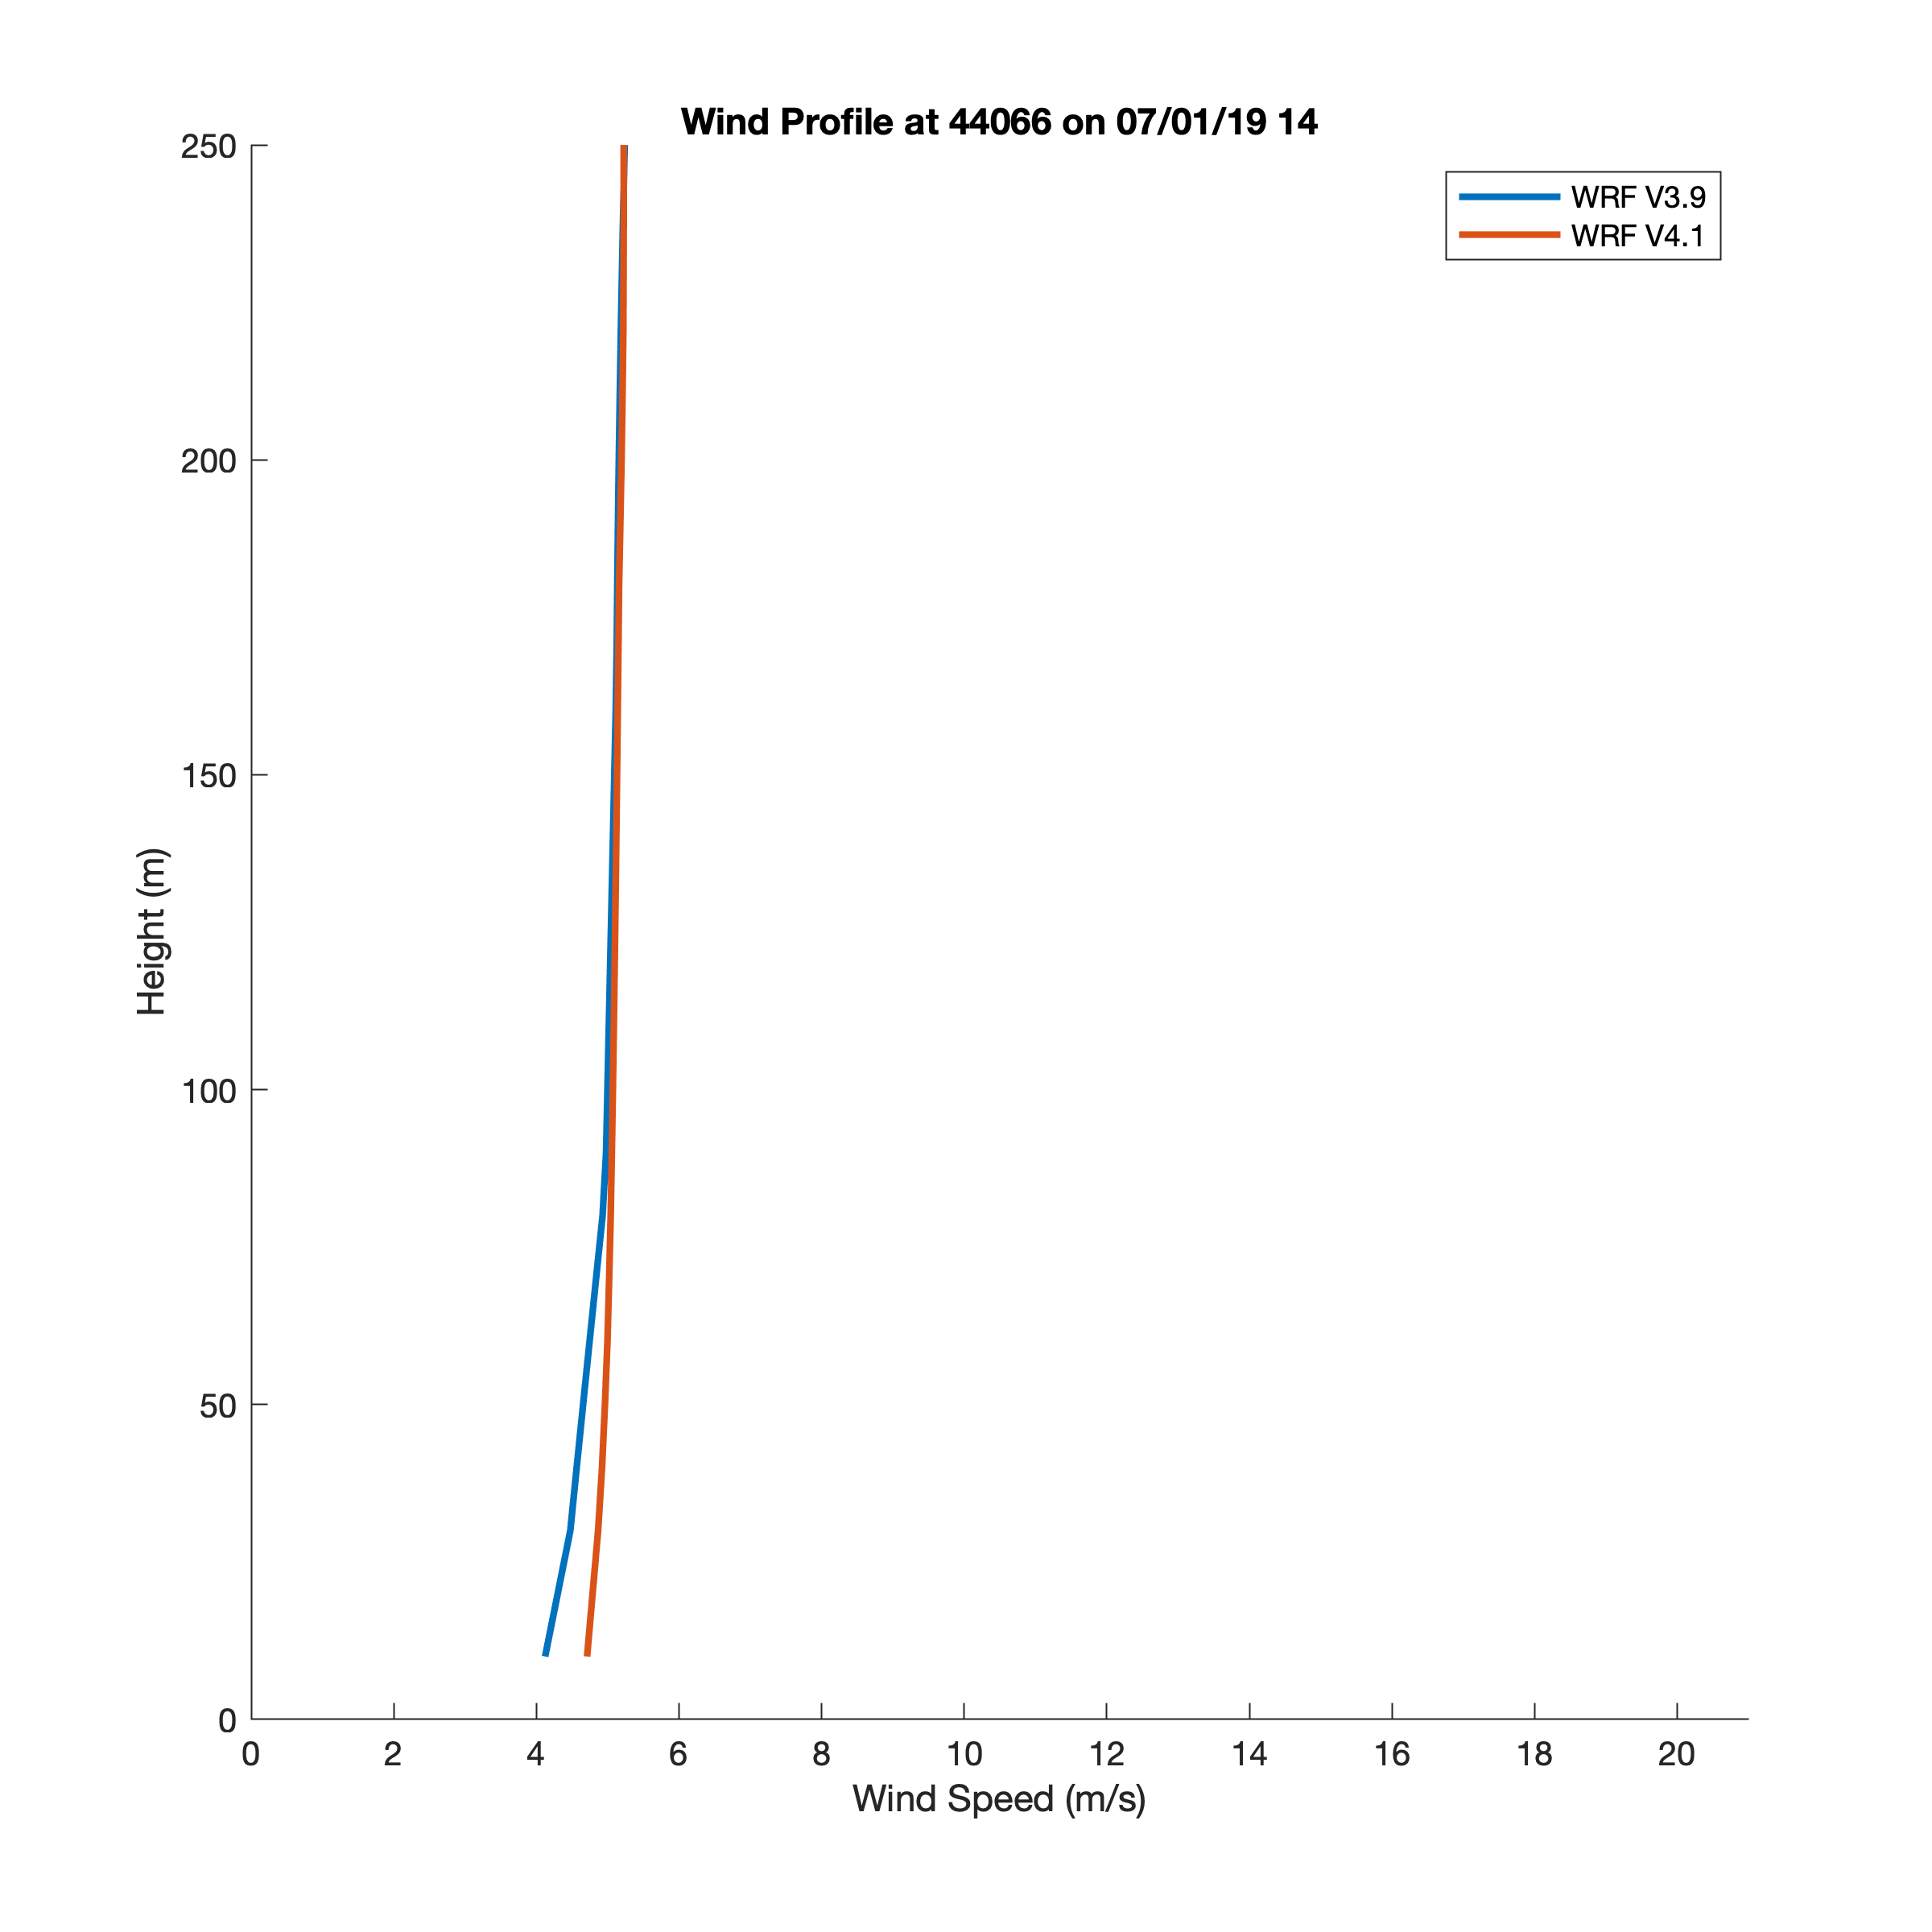 Wind Profile at 44066 on 07/01/19 14
WRF V3.9
WRF V4.1
250
200
150
100
50
0
Height (m)
0 2 4 6 8 10 12 14 16 18 20
Wind Speed (m/s)